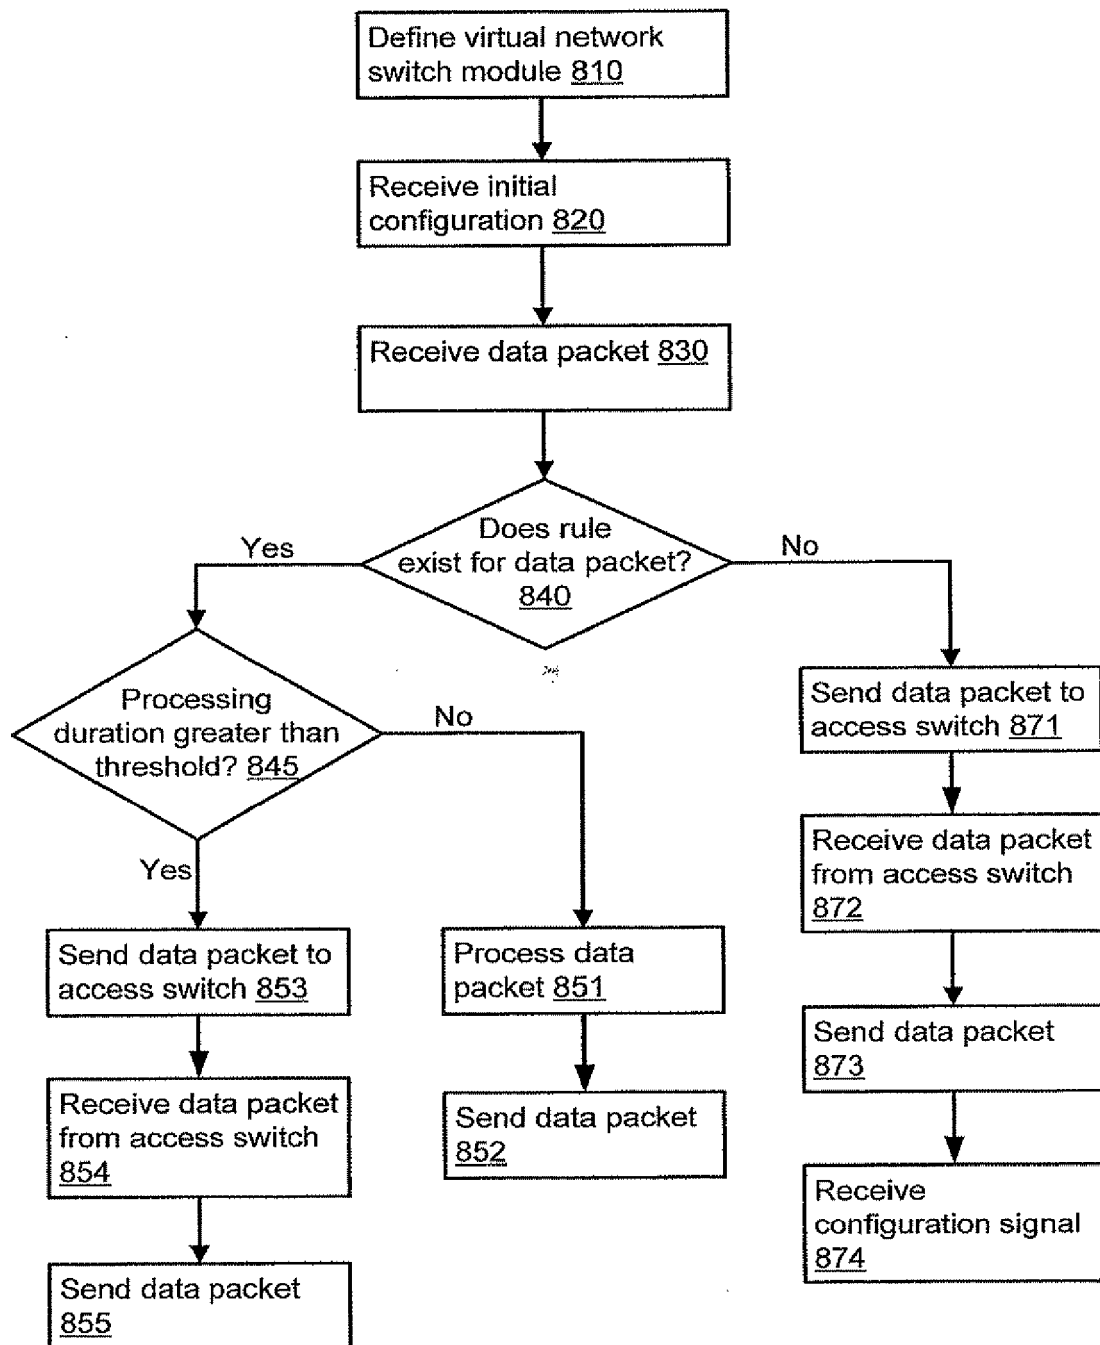 Define virtual network
switch module 810
Receive initial
configuration 820
Receive data packet 830
Does rule
exist for data packet?
840
Yes
No
Processing
duration greater than
threshold? 845
No
Yes
Send data packet to
access switch 853
Receive data packet
from access switch
854
Send data packet
855
Process data
packet 851
Send data packet
852
Send data packet to
access switch 871
Receive data packet
from access switch
872
Send data packet
873
Receive
configuration signal
874